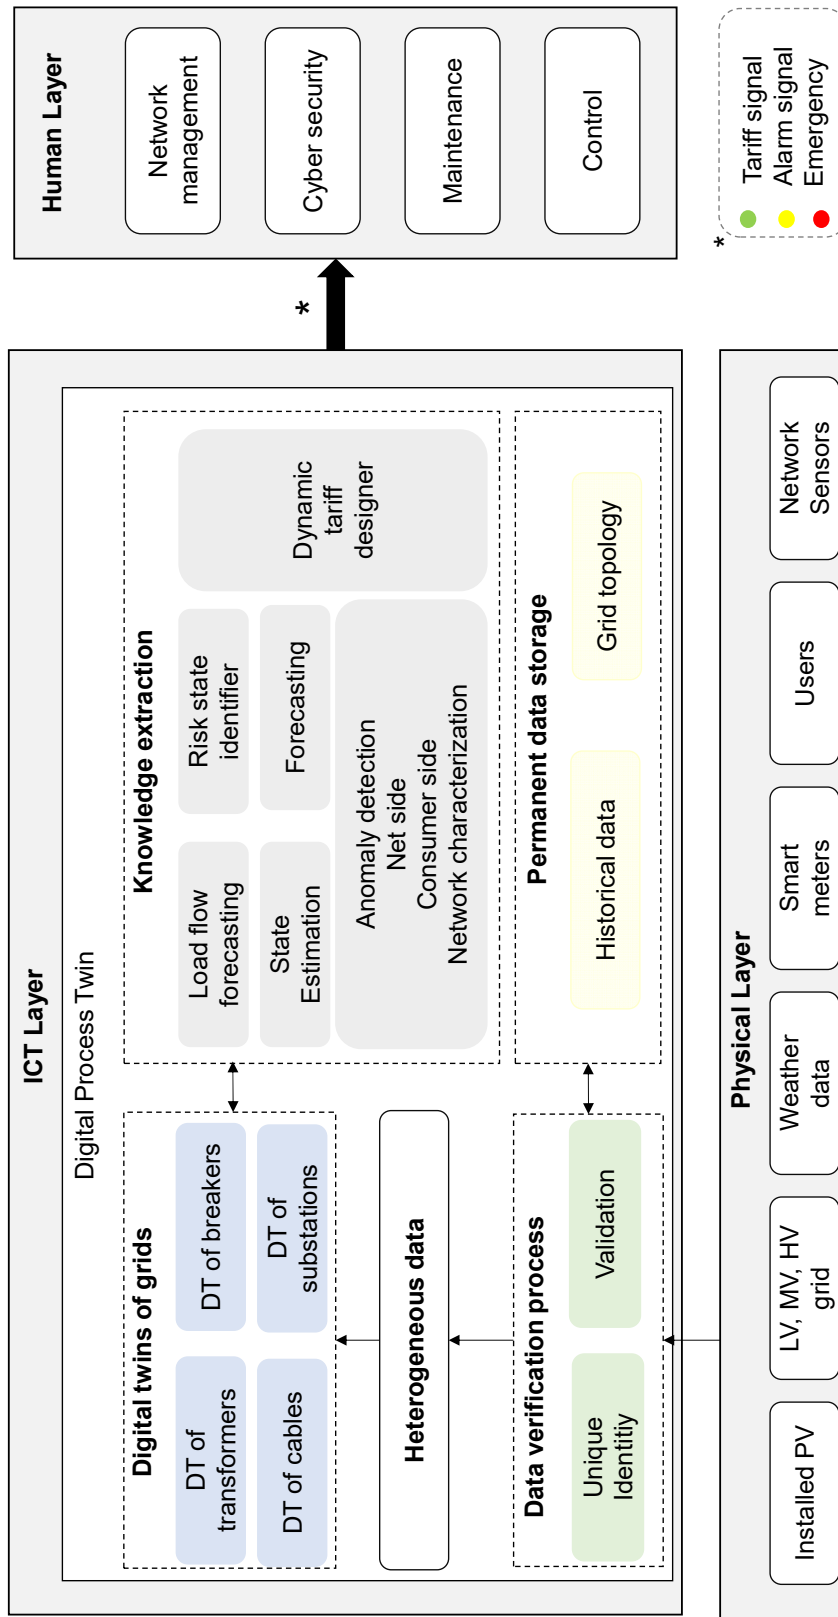 ICT Layer
Digital Process Twin
Digital twins of grids
DT of
transformers
DT of breakers
DT of cables
DT of
substations
Heterogeneous data
Data verification process
Unique
Identitiy
Validation
Knowledge extraction
Load flow
forecasting
Risk state
identifier
State
Estimation
Forecasting
Dynamic
tariff
designer
Anomaly detection
Net side
Consumer side
Network characterization
Permanent data storage
Historical data
Grid topology
*
Human Layer
Network
management
Cyber security
Maintenance
Control
*
Tariff signal
Alarm signal
Emergency
Physical Layer
Installed PV
LV, MV, HV
grid
Weather
data
Smart
meters
Users
Network
Sensors